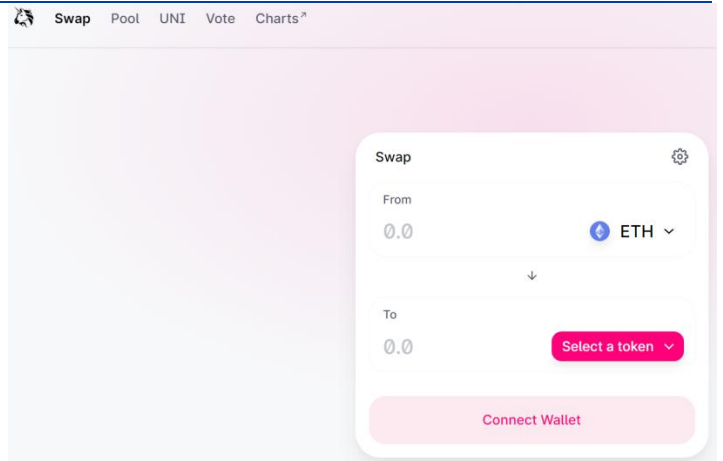 Swap Pool UNI Vote Charts↗
Swap
From
0.0 ETH
To
0.0 Select a token
Connect Wallet